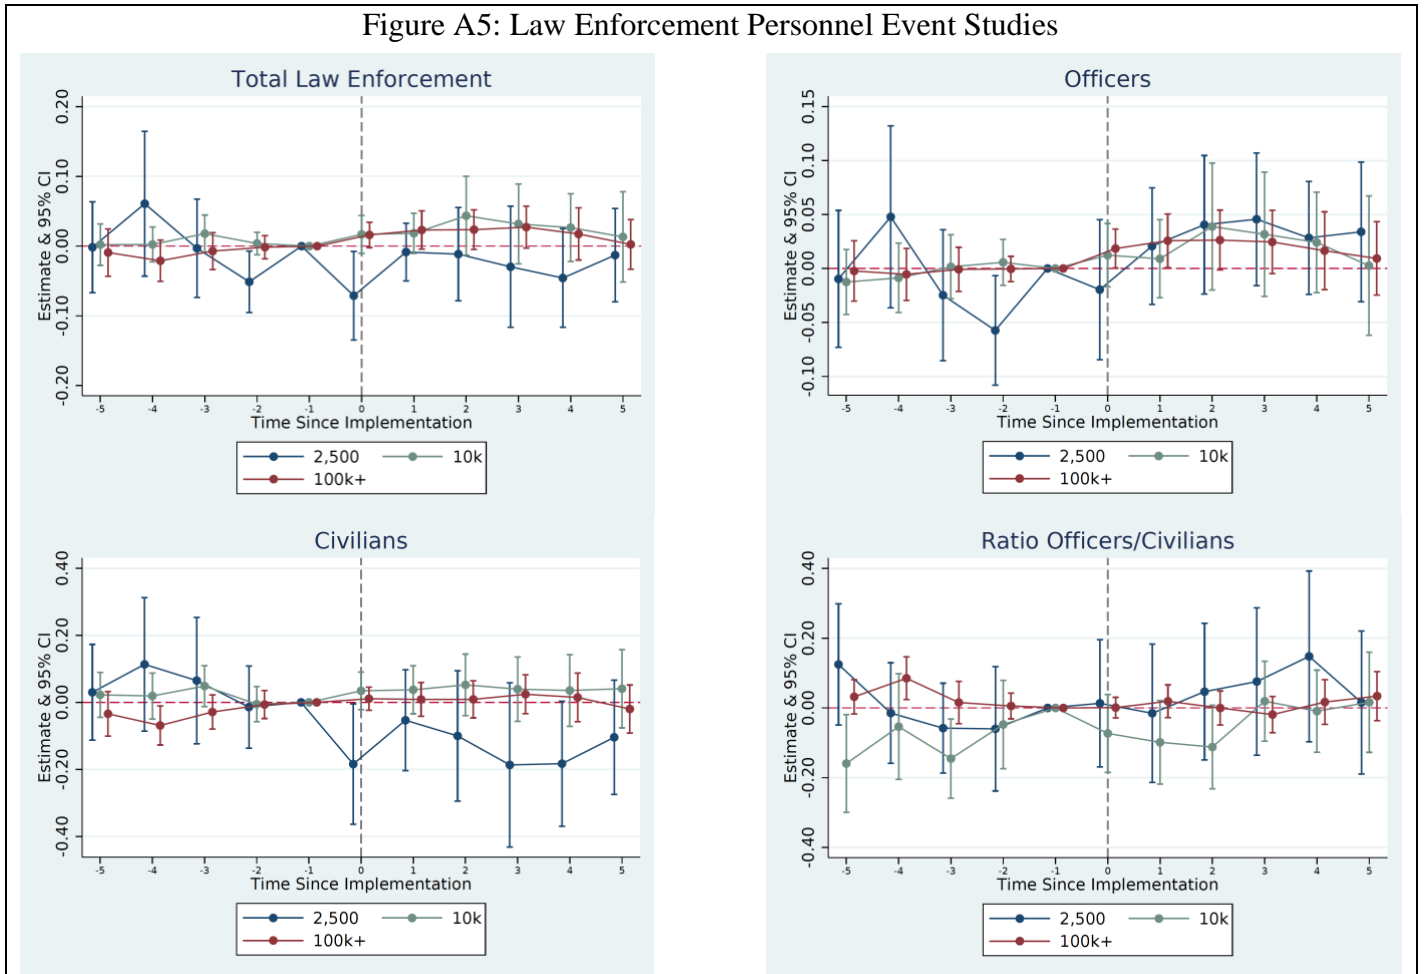 Figure A5: Law Enforcement Personnel Event Studies
Total Law Enforcement
Estimate & 95% CI
0.20
0.10
0.00
-0.10
-0.20
-5 -4 -3 -2 -1 0 1 2 3 4 5
Time Since Implementation
2,500 10k
100k+
Officers
Estimate & 95% CI
0.15
0.10
0.05
0.00
-0.05
-0.10
-5 -4 -3 -2 -1 0 1 2 3 4 5
Time Since Implementation
2,500 10k
100k+
Civilians
Estimate & 95% CI
0.40
0.20
0.00
-0.20
-0.40
-5 -4 -3 -2 -1 0 1 2 3 4 5
Time Since Implementation
2,500 10k
100k+
Ratio Officers/Civilians
Estimate & 95% CI
0.40
0.20
0.00
-0.20
-0.40
-5 -4 -3 -2 -1 0 1 2 3 4 5
Time Since Implementation
2,500 10k
100k+